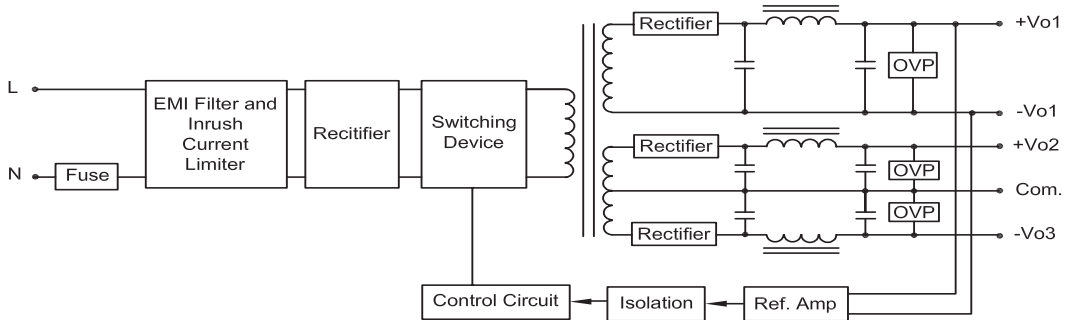 L
N
Fuse
EMI Filter and
Inrush
Current
Limiter
Recitifier
Switching
Device
Rectifier
OVP
+Vo1
-Vo1
Rectifier
OVP
+Vo2
Com.
OVP
Rectifier
-Vo3
Control Circuit
Isolation
Ref. Amp